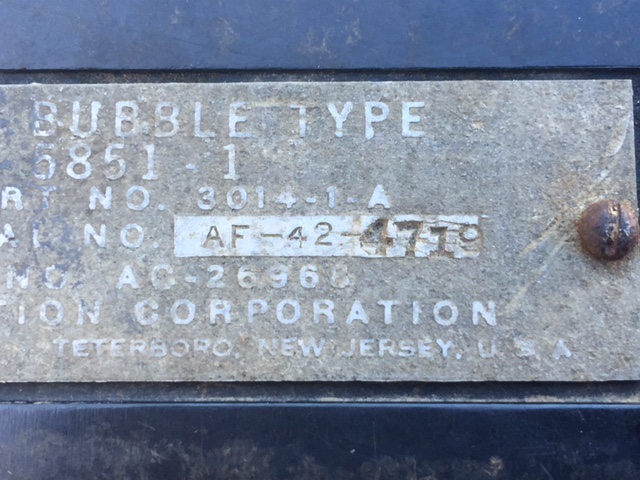 BUBBLE TYPE
5851-1
RT NO. 3014-1-A
AL NO. AF-42-4779
NO. AC-26968
TION CORPORATION
TETERBORO, NEW JERSEY, U.S.A